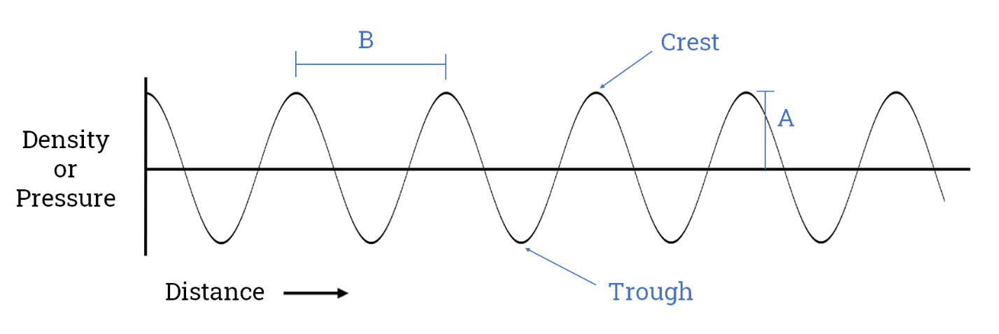 B
Crest
A
Density
or
Pressure
Distance
Trough